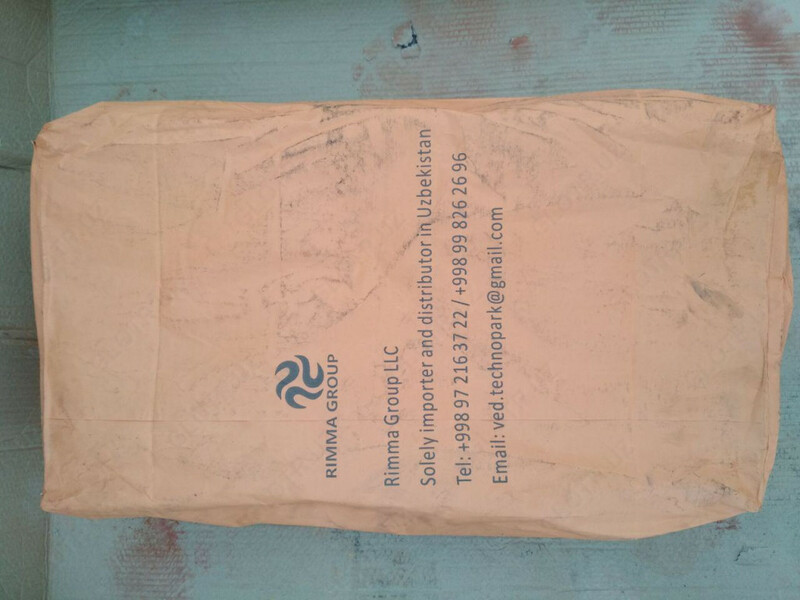 RIMMA GROUP
Rimma Group LLC
Solely importer and distributor in Uzbekistan
Tel: +998 97 216 37 22 / +998 99 826 26 96
Email: ved.technopark@gmail.com